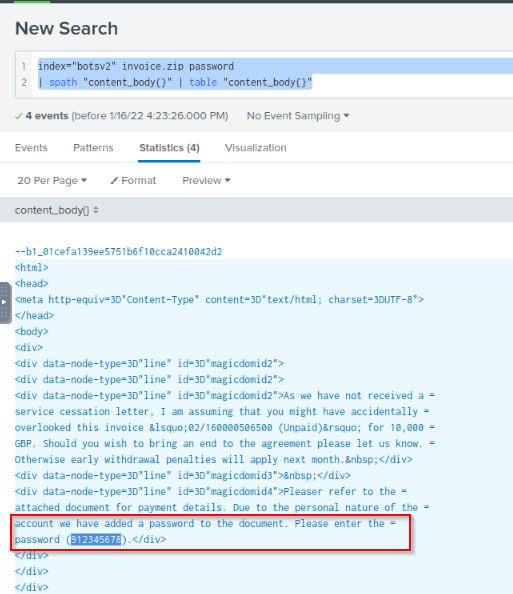 New Search
1 index="botsv2" invoice.zip password
2 | spath "content_body{}" | table "content_body{}"
✓ 4 events (before 1/16/22 4:23:26.000 PM) No Event Sampling ▾
Events Patterns Statistics (4) Visualization
20 Per Page ▾ Format Preview ▾
content_body{}
--b1_01cefa139ee5751b6f10cca2410042d2
<html>
<head>
<meta http-equiv=3D"Content-Type" content=3D"text/html; charset=3DUTF-8">
</head>
<body>
<div>
<div data-node-type=3D"line" id=3D"magicdomid2">
<div data-node-type=3D"line" id=3D"magicdomid2">
<div data-node-type=3D"line" id=3D"magicdomid2">As we have not received a =
service cessation letter, I am assuming that you might have accidentally =
overlooked this invoice &lsquo;02/160000506500 (Unpaid)&rsquo; for 10,000 =
GBP. Should you wish to bring an end to the agreement please let us know. =
Otherwise early withdrawal penalties will apply next month.&nbsp;</div>
<div data-node-type=3D"line" id=3D"magicdomid3">&nbsp;</div>
<div data-node-type=3D"line" id=3D"magicdomid4">Pleaser refer to the =
attached document for payment details. Due to the personal nature of the =
account we have added a password to the document. Please enter the =
password (912345678).</div>
</div>
</div>
</div>